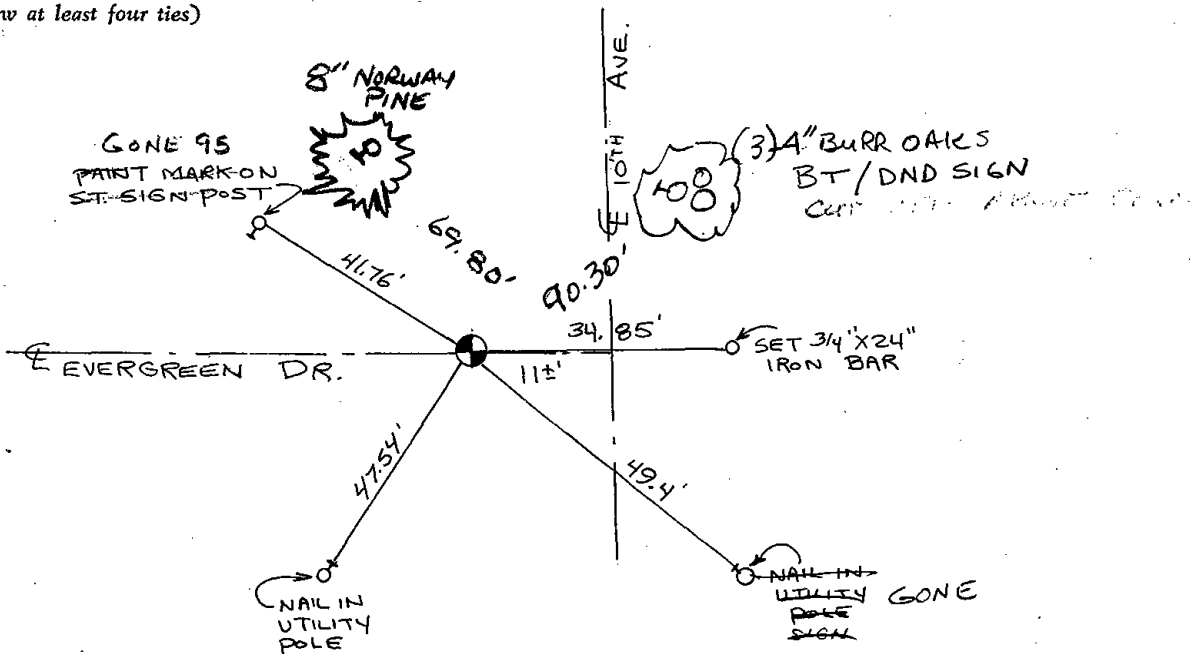 w at least four ties)
8" NORWAY
PINE
GONE 95
PAINT MARK ON
ST. SIGN POST
AVE.
10TH
℄
(3) 4" BURR OAKS
BT / DND SIGN
69.80'
90.30'
41.76'
34.85'
℄ EVERGREEN DR.
11±'
SET 3/4"X24"
IRON BAR
47.54'
49.4'
NAIL IN
UTILITY
POLE
NAIL IN
UTILITY
POLE
SIGN
GONE